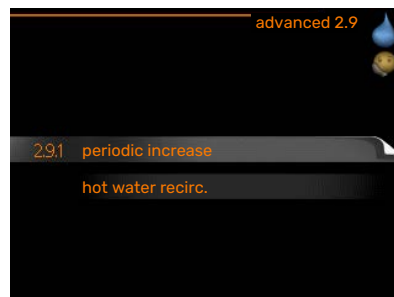 advanced 2.9
2.9.1 periodic increase
hot water recirc.